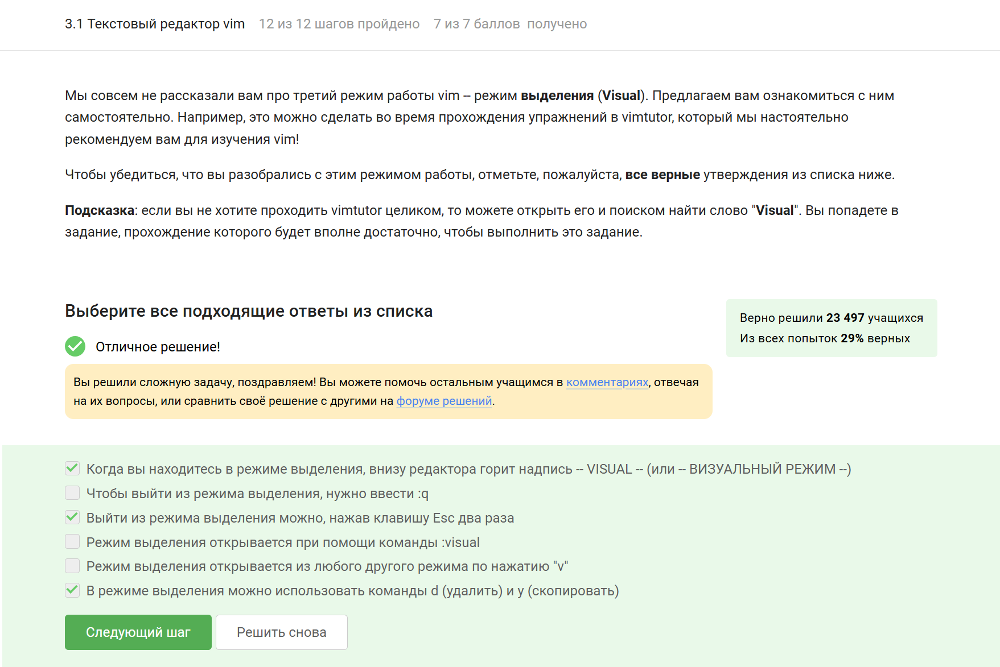 3.1 Текстовый редактор vim 12 из 12 шагов пройдено 7 из 7 баллов получено
Мы совсем не рассказали вам про третий режим работы vim -- режим выделения (Visual). Предлагаем вам ознакомиться с ним
самостоятельно. Например, это можно сделать во время прохождения упражнений в vimtutor, который мы настоятельно
рекомендуем вам для изучения vim!
Чтобы убедиться, что вы разобрались с этим режимом работы, отметьте, пожалуйста, все верные утверждения из списка ниже.
Подсказка: если вы не хотите проходить vimtutor целиком, то можете открыть его и поиском найти слово "Visual". Вы попадете в
задание, прохождение которого будет вполне достаточно, чтобы выполнить это задание.
Выберите все подходящие ответы из списка
Верно решили 23 497 учащихся
Из всех попыток 29% верных
Отличное решение!
Вы решили сложную задачу, поздравляем! Вы можете помочь остальным учащимся в комментариях, отвечая
на их вопросы, или сравнить своё решение с другими на форуме решений.
Когда вы находитесь в режиме выделения, внизу редактора горит надпись -- VISUAL -- (или -- ВИЗУАЛЬНЫЙ РЕЖИМ --)
Чтобы выйти из режима выделения, нужно ввести :q
Выйти из режима выделения можно, нажав клавишу Esc два раза
Режим выделения открывается при помощи команды :visual
Режим выделения открывается из любого другого режима по нажатию "v"
В режиме выделения можно использовать команды d (удалить) и y (скопировать)
Следующий шаг
Решить снова